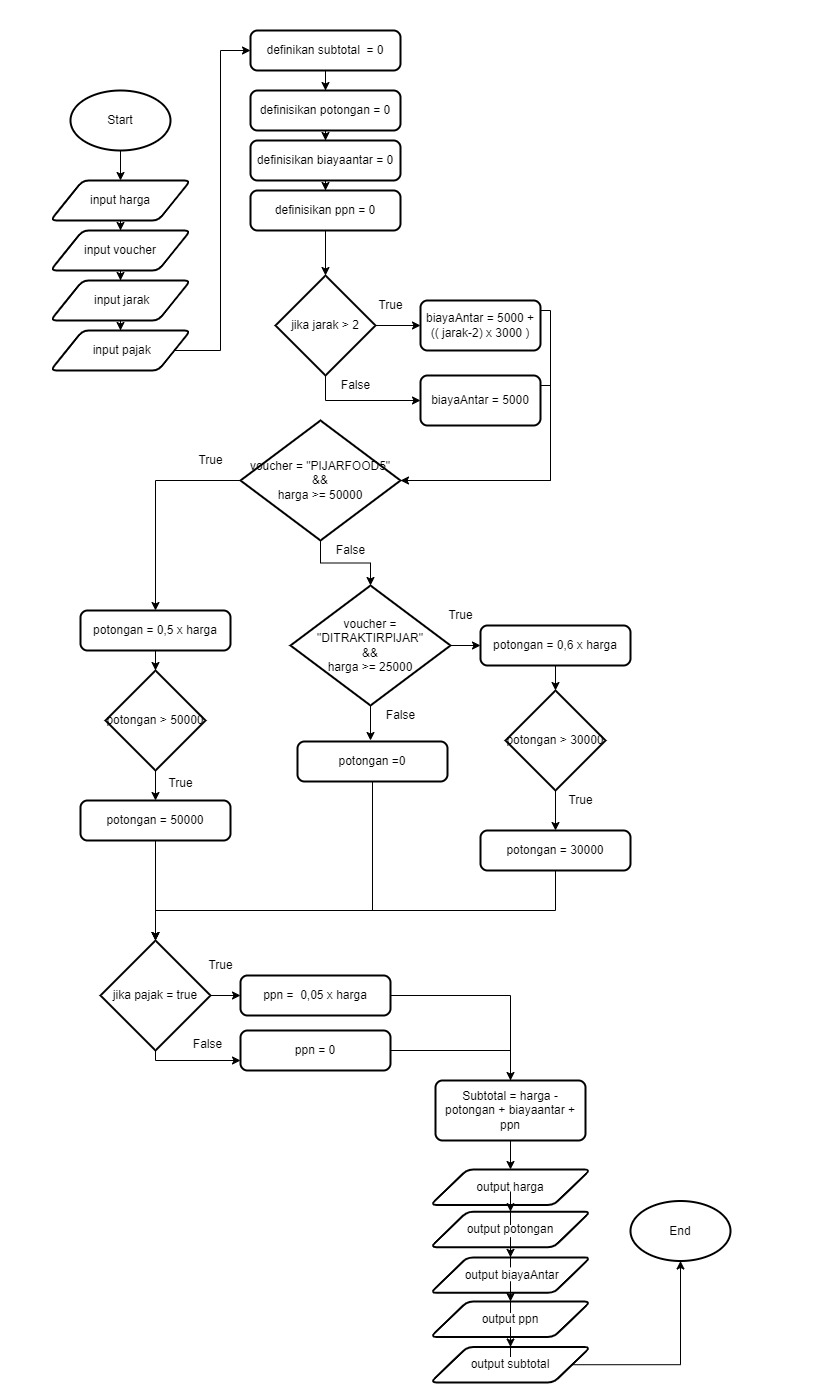 Start
input harga
input voucher
input jarak
input pajak
definikan subtotal = 0
definisikan potongan = 0
definisikan biayaantar = 0
definisikan ppn = 0
jika jarak > 2
True
biayaAntar = 5000 +
(( jarak-2) x 3000 )
False
biayaAntar = 5000
voucher = "PIJARFOOD5"
&&
harga >= 50000
True
False
potongan = 0,5 x harga
potongan > 50000
True
potongan = 50000
voucher =
"DITRAKTIRPIJAR"
&&
harga >= 25000
True
False
potongan =0
potongan = 0,6 x harga
potongan > 30000
True
potongan = 30000
jika pajak = true
True
ppn = 0,05 x harga
False
ppn = 0
Subtotal = harga -
potongan + biayaantar +
ppn
output harga
output potongan
output biayaAntar
output ppn
output subtotal
End